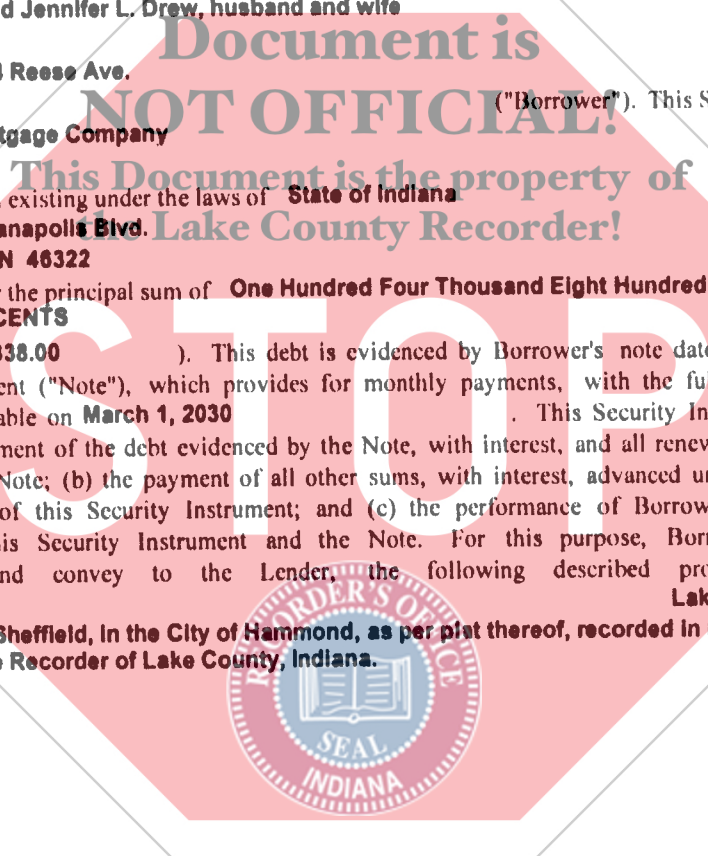 d Jennifer L. Drew, husband and wife
Document is
Reese Ave.
NOT OFFICIAL!
("Borrower"). This S
tgage Company
This Document is the property of
existing under the laws of State of Indiana
the Lake County Recorder!
anapolis Blvd.
N 46322
the principal sum of One Hundred Four Thousand Eight Hundred
CENTS
338.00 ). This debt is evidenced by Borrower's note date
ent ("Note"), which provides for monthly payments, with the ful
able on March 1, 2030 . This Security In
STOP
ment of the debt evidenced by the Note, with interest, and all renew
Note; (b) the payment of all other sums, with interest, advanced un
of this Security Instrument; and (c) the performance of Borrow
is Security Instrument and the Note. For this purpose, Borr
nd convey to the Lender, the following described pro
Lak
Sheffield, in the City of Hammond, as per plat thereof, recorded in
e Recorder of Lake County, Indiana.
RECORDER'S OFFICE
SEAL
INDIANA